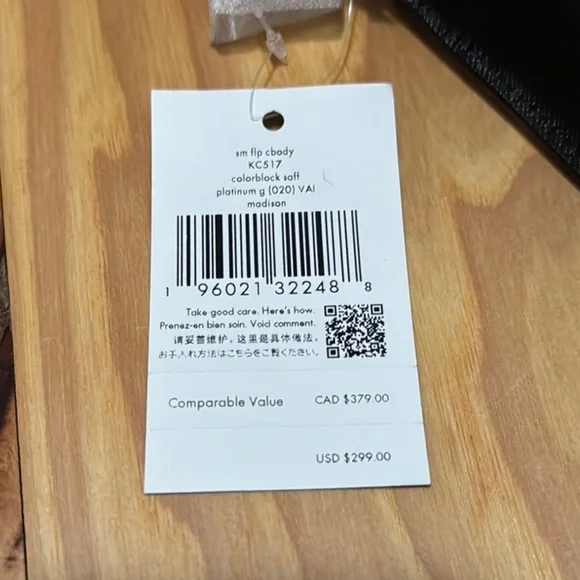 sm flp cbody
KC517
colorblock saff
platinum g (020) VAI
madison
1 96021 32248 8
Take good care. Here's how.
Prenez-en bien soin. Void comment.
请妥善维护。这里是具体做法。
お手入れ方法はこちらをご覧ください。
Comparable Value CAD $379.00
USD $299.00